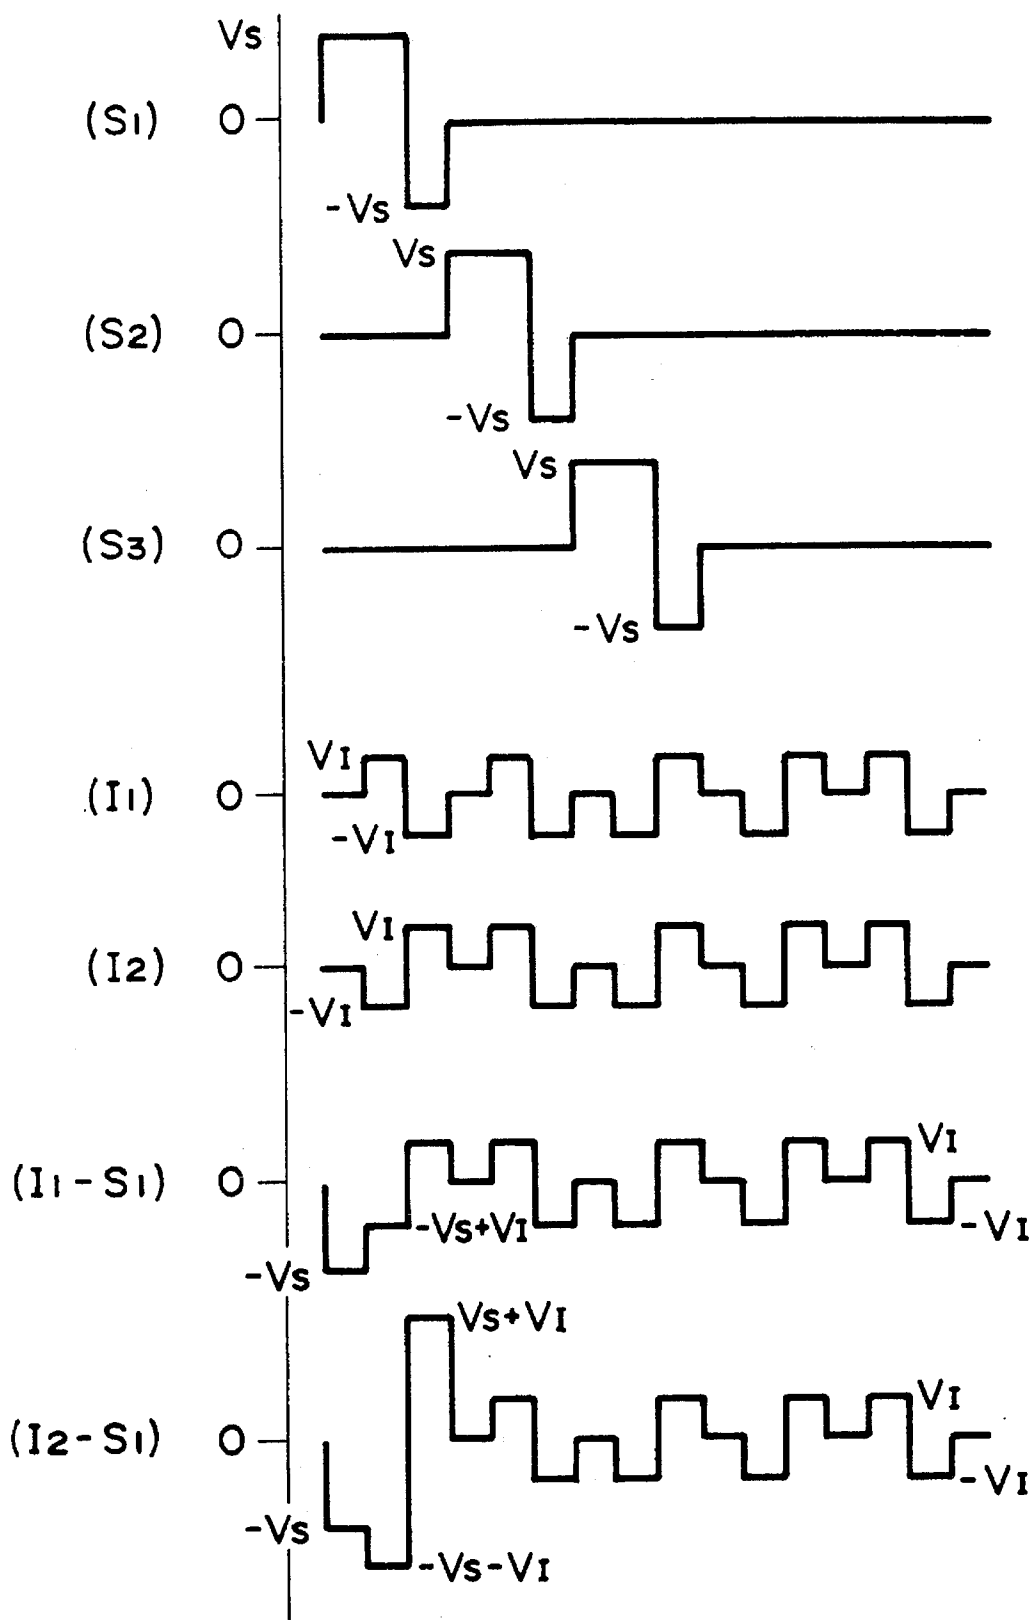 Vs
(S1) 0
-Vs
Vs
(S2) 0
-Vs
Vs
(S3) 0
-Vs
VI
(I1) 0
-VI
VI
(I2) 0
-VI
(I1-S1) 0 VI
-Vs+VI -VI
-Vs
Vs+VI
(I2-S1) 0 VI
-VI
-Vs
-Vs-VI